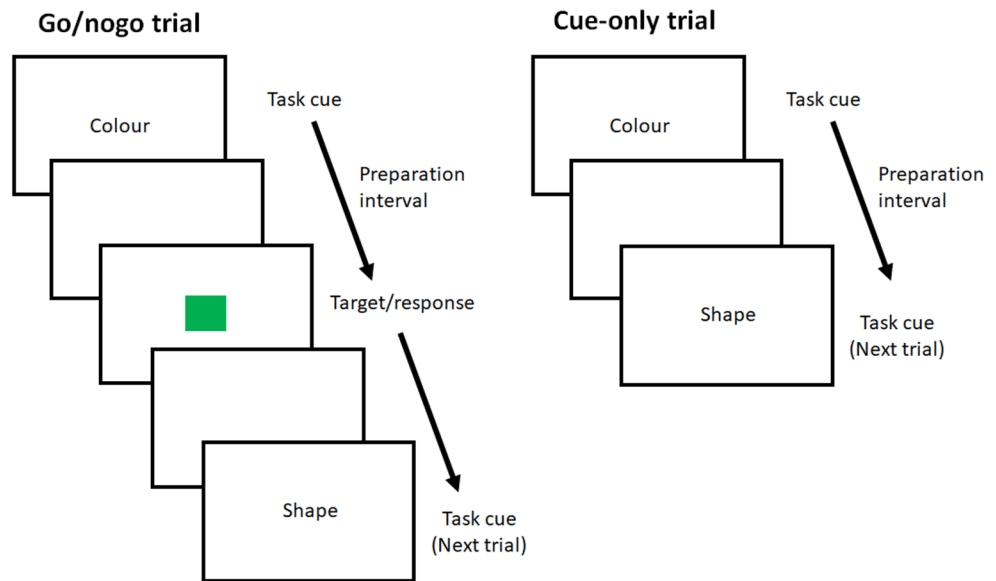 Go/nogo trial
Colour
Task cue
Preparation
interval
Target/response
Shape
Task cue
(Next trial)
Cue-only trial
Colour
Task cue
Preparation
interval
Shape
Task cue
(Next trial)